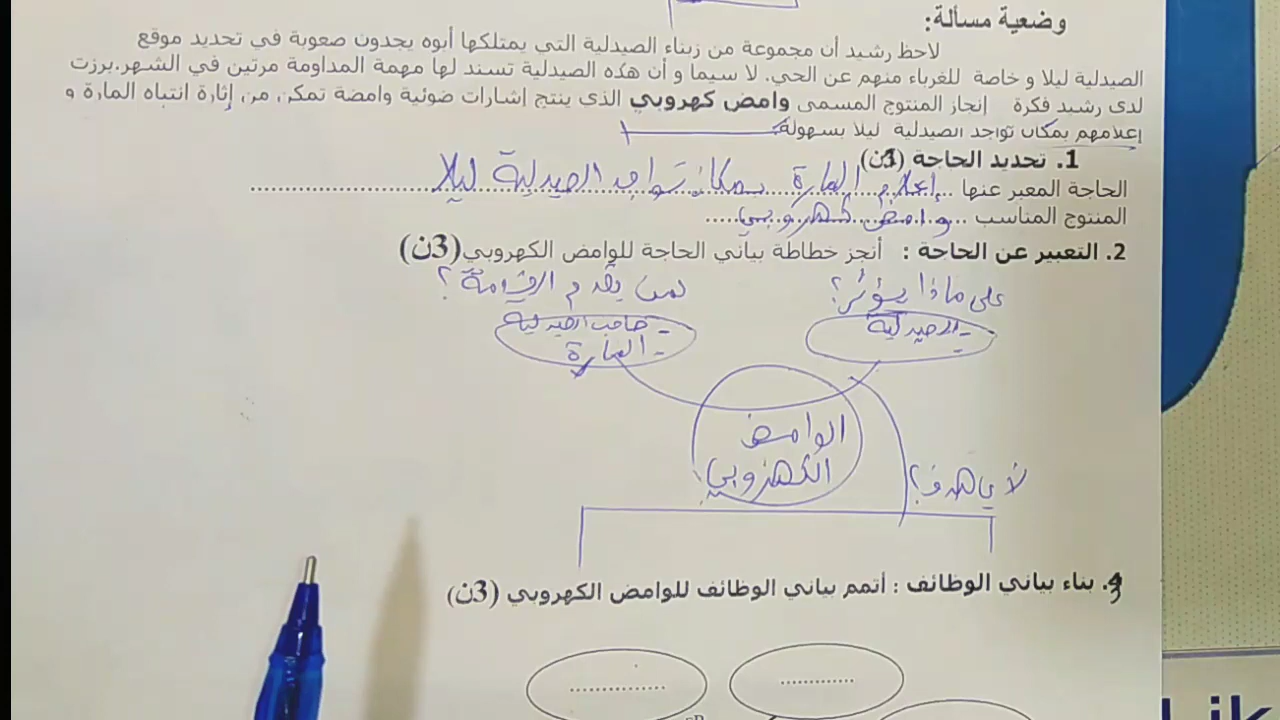 وضعية مسألة:
لاحظ رشيد أن مجموعة من زبناء الصيدلية التي يمتلكها أبوه يجدون صعوبة في تحديد موقع
الصيدلية ليلا و خاصة للغرباء منهم عن الحي. لا سيما و أن هذه الصيدلية تسند لها مهمة المداومة مرتين في الشهر.برزت
لدى رشيد فكرة إنجاز المنتوج المسمى وامض كهروبي الذي ينتج إشارات ضوئية وامضة تمكن من إثارة انتباه المارة و
إعلامهم بمكان تواجد الصيدلية ليلا بسهولة.
1. تحديد الحاجة (1ن)
الحاجة المعبر عنها ...إعلام المارة بمكان تواجد الصيدلية ليلا......
المنتوج المناسب ...وامض كهروبي......
2. التعبير عن الحاجة : أنجز خطاطة بياني الحاجة للوامض الكهروبي(3ن)
على ماذا يؤثر؟ لمن يقدم الخدمة؟
- الصيدلية - صاحب الصيدلية
- المارة
الوامض
الكهروبي
لأي هدف؟
3. بناء بياني الوظائف : أتمم بياني الوظائف للوامض الكهروبي (3ن)